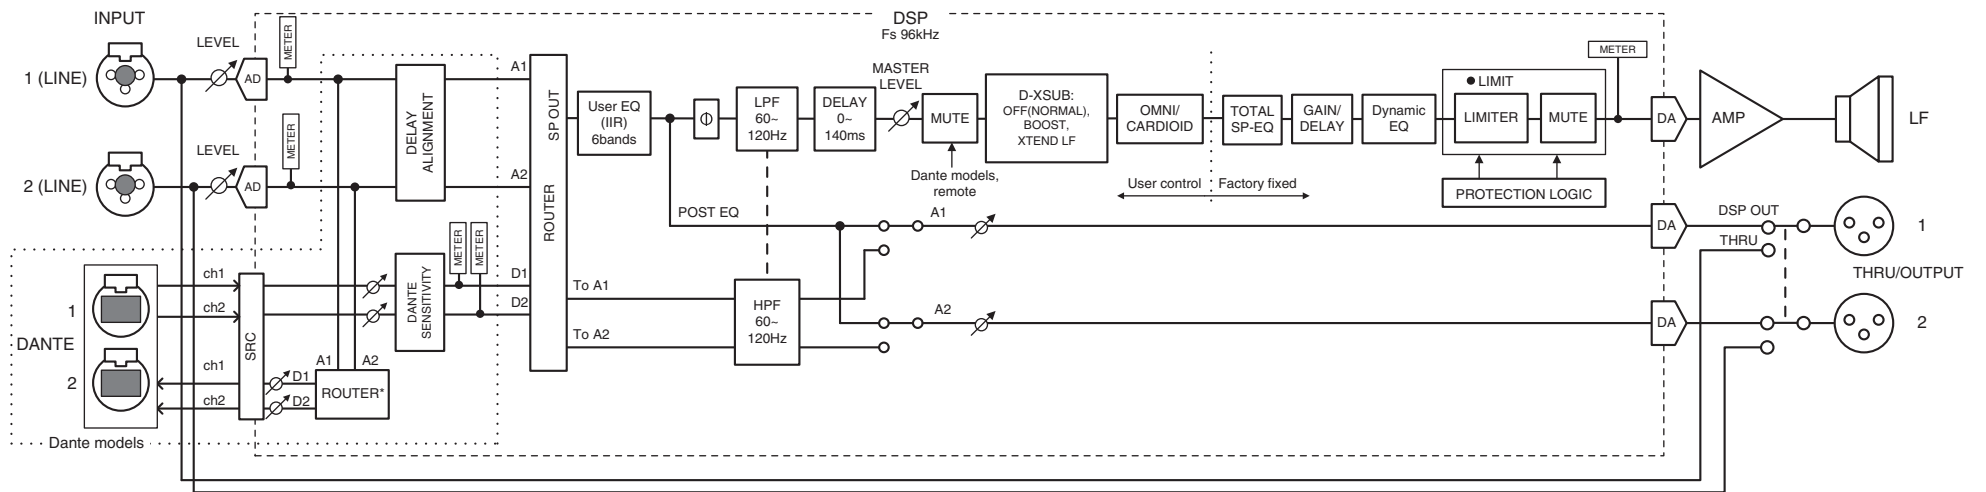 INPUT
1 (LINE)
LEVEL
AD
METER
2 (LINE)
LEVEL
AD
METER
DSP
Fs 96kHz
DELAY
ALIGNMENT
A1
A2
D1
D2
SP OUT
ROUTER
User EQ
(IIR)
6bands
Φ
LPF
60~
120Hz
DELAY
0~
140ms
MASTER
LEVEL
MUTE
Dante models,
remote
D-XSUB:
OFF(NORMAL),
BOOST,
XTEND LF
OMNI/
CARDIOID
User control
Factory fixed
TOTAL
SP-EQ
GAIN/
DELAY
Dynamic
EQ
● LIMIT
LIMITER
MUTE
PROTECTION LOGIC
METER
DA
AMP
LF
POST EQ
A1
DA
DSP OUT
THRU
1
THRU/OUTPUT
To A1
To A2
HPF
60~
120Hz
A2
DA
2
DANTE
1
2
ch1
ch2
ch1
ch2
SRC
DANTE
SENSITIVITY
METER
METER
A1
A2
D1
D2
ROUTER*
Dante models